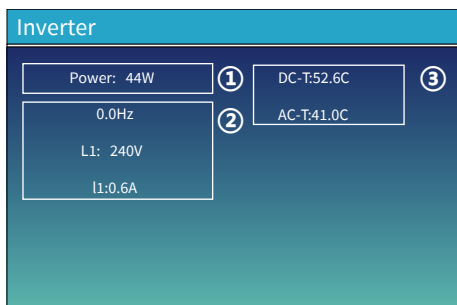 Inverter
Power: 44W
①
0.0Hz
L1: 240V
l1:0.6A
②
DC-T:52.6C
AC-T:41.0C
③